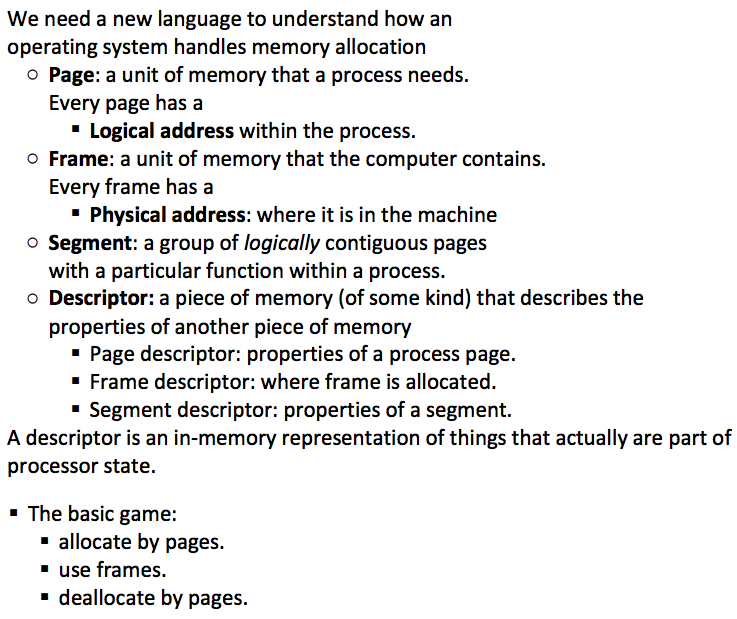 We need a new language to understand how an
operating system handles memory allocation
○ Page: a unit of memory that a process needs.
Every page has a
▪ Logical address within the process.
○ Frame: a unit of memory that the computer contains.
Every frame has a
▪ Physical address: where it is in the machine
○ Segment: a group of logically contiguous pages
with a particular function within a process.
○ Descriptor: a piece of memory (of some kind) that describes the
properties of another piece of memory
▪ Page descriptor: properties of a process page.
▪ Frame descriptor: where frame is allocated.
▪ Segment descriptor: properties of a segment.
A descriptor is an in-memory representation of things that actually are part of
processor state.
▪ The basic game:
▪ allocate by pages.
▪ use frames.
▪ deallocate by pages.